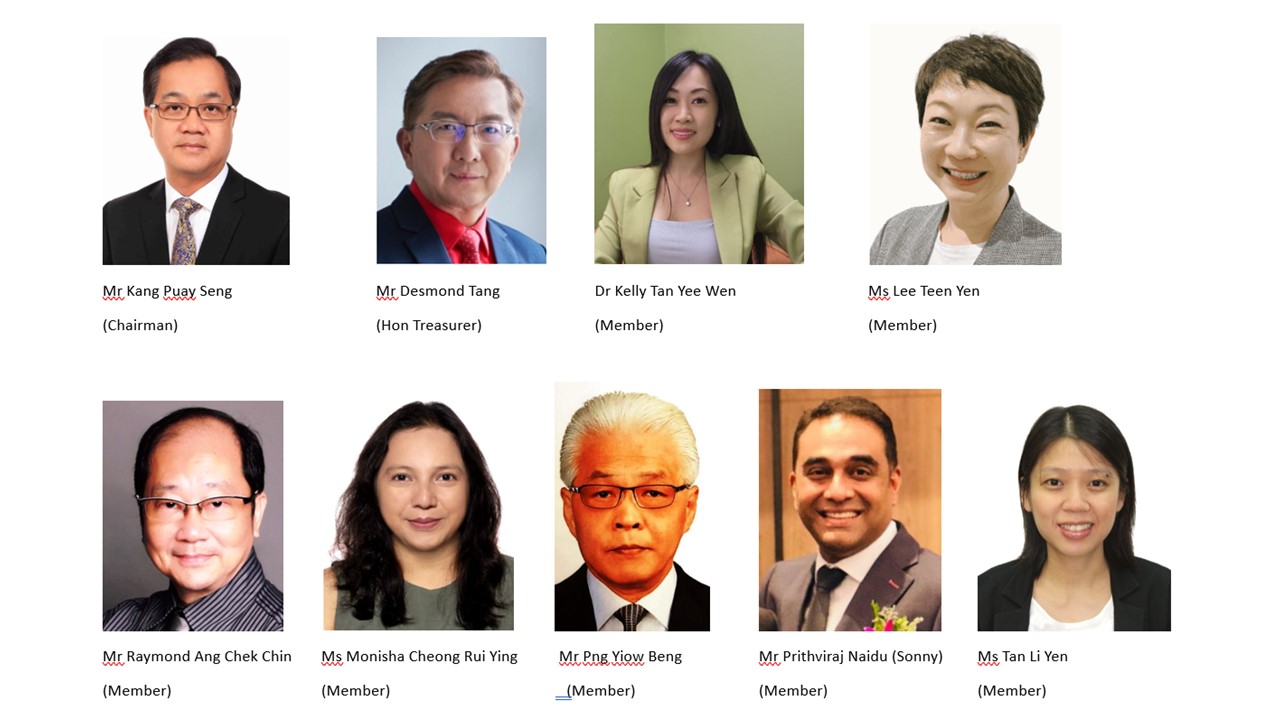 Mr Kang Puay Seng
(Chairman)
Mr Desmond Tang
(Hon Treasurer)
Dr Kelly Tan Yee Wen
(Member)
Ms Lee Teen Yen
(Member)
Mr Raymond Ang Chek Chin
(Member)
Ms Monisha Cheong Rui Ying
(Member)
Mr Png Yiow Beng
(Member)
Mr Prithviraj Naidu (Sonny)
(Member)
Ms Tan Li Yen
(Member)